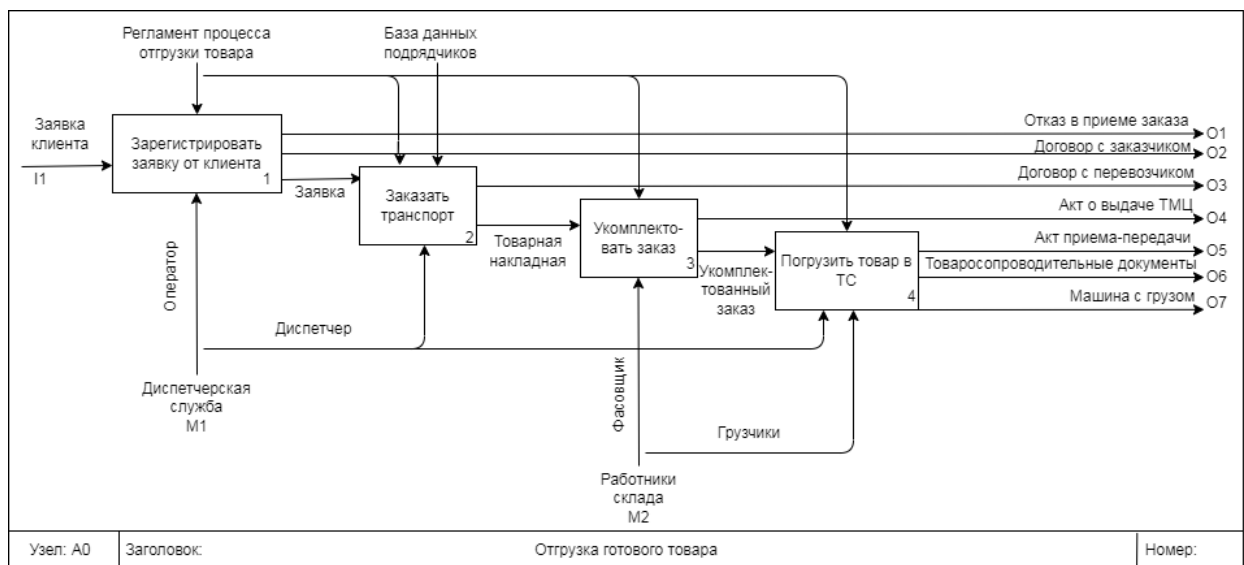 Регламент процесса
отгрузки товара
База данных
подрядчиков
Заявка
клиента
I1
Зарегистрировать
заявку от клиента
1
Отказ в приеме заказа
O1
Договор с заказчиком
O2
Заявка
Заказать
транспорт
2
Договор с перевозчиком
O3
Товарная
накладная
Укомплекто-
вать заказ
3
Акт о выдаче ТМЦ
O4
Укомплек-
тованный
заказ
Погрузить товар в
ТС
4
Акт приема-передачи
O5
Товаросопроводительные документы
O6
Машина с грузом
O7
Оператор
Диспетчер
Диспетчерская
служба
M1
Фасовщик
Грузчики
Работники
склада
M2
Узел: A0
Заголовок:
Отгрузка готового товара
Номер: